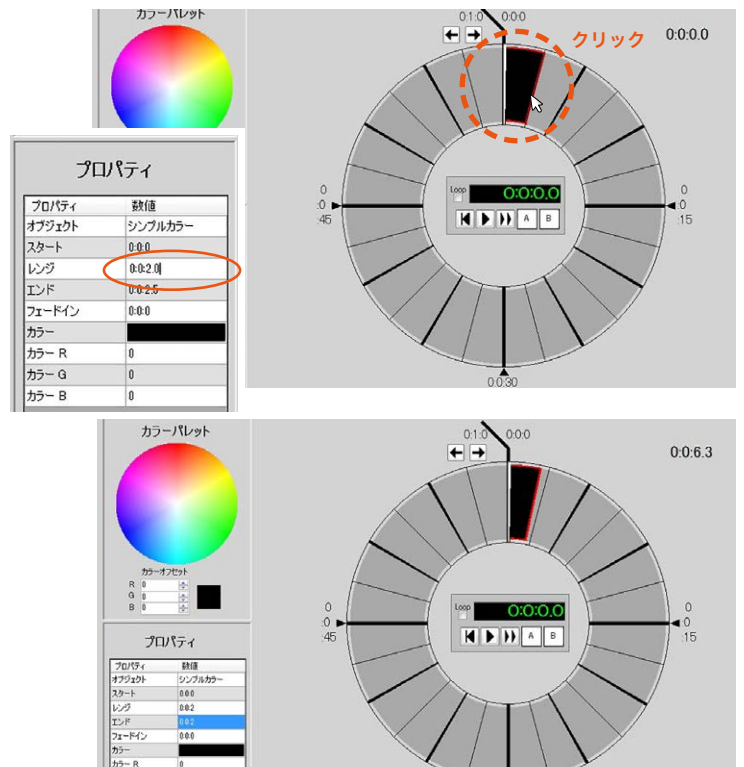 カラーパレット
0:1:0 0:0:0
クリック
0:0:0.0
プロパティ
プロパティ 数値
オブジェクト シンプルカラー
スタート 0:0:0
レンジ 0:0:2.0
エンド 0:0:2.5
フェードイン 0:0:0
カラー
カラー R 0
カラー G 0
カラー B 0
0
:0
:45
Loop
0:0:0.0
A B
0
:0
:15
0:0:30
カラーパレット
0:1:0 0:0:0
0:0:6.3
カラーオフセット
R 0
G 0
B 0
プロパティ
プロパティ 数値
オブジェクト シンプルカラー
スタート 0:0:0
レンジ 0:0:2
エンド 0:0:2
フェードイン 0:0:0
カラー
カラー R 0
0
:0
:45
Loop
0:0:0.0
A B
0
:0
:15